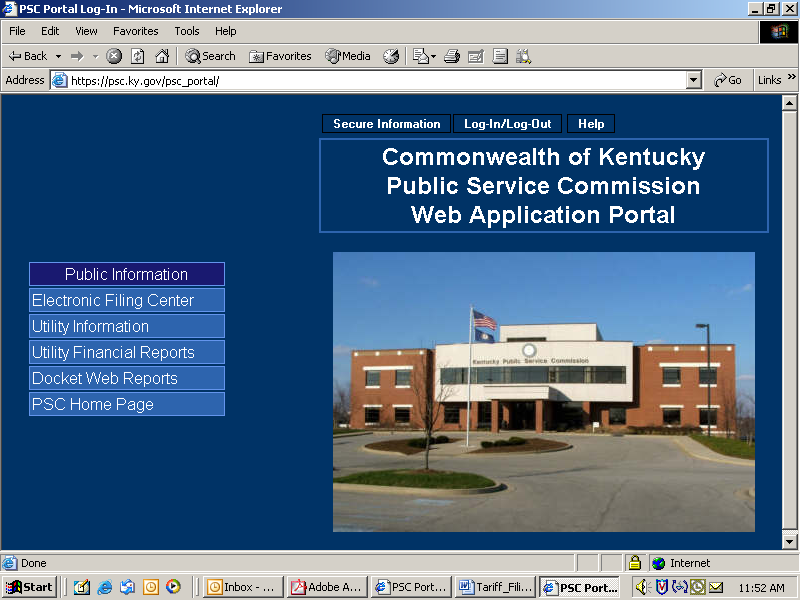 PSC Portal Log-In - Microsoft Internet Explorer
File Edit View Favorites Tools Help
Back Search Favorites Media
Address https://psc.ky.gov/psc_portal/ Go Links »
Secure Information Log-In/Log-Out Help
Commonwealth of Kentucky
Public Service Commission
Web Application Portal
Public Information
Electronic Filing Center
Utility Information
Utility Financial Reports
Docket Web Reports
PSC Home Page
Kentucky Public Service Commission
Done Internet
Start Inbox - ... Adobe A... PSC Port... Tariff_Fili... PSC Port... 11:52 AM